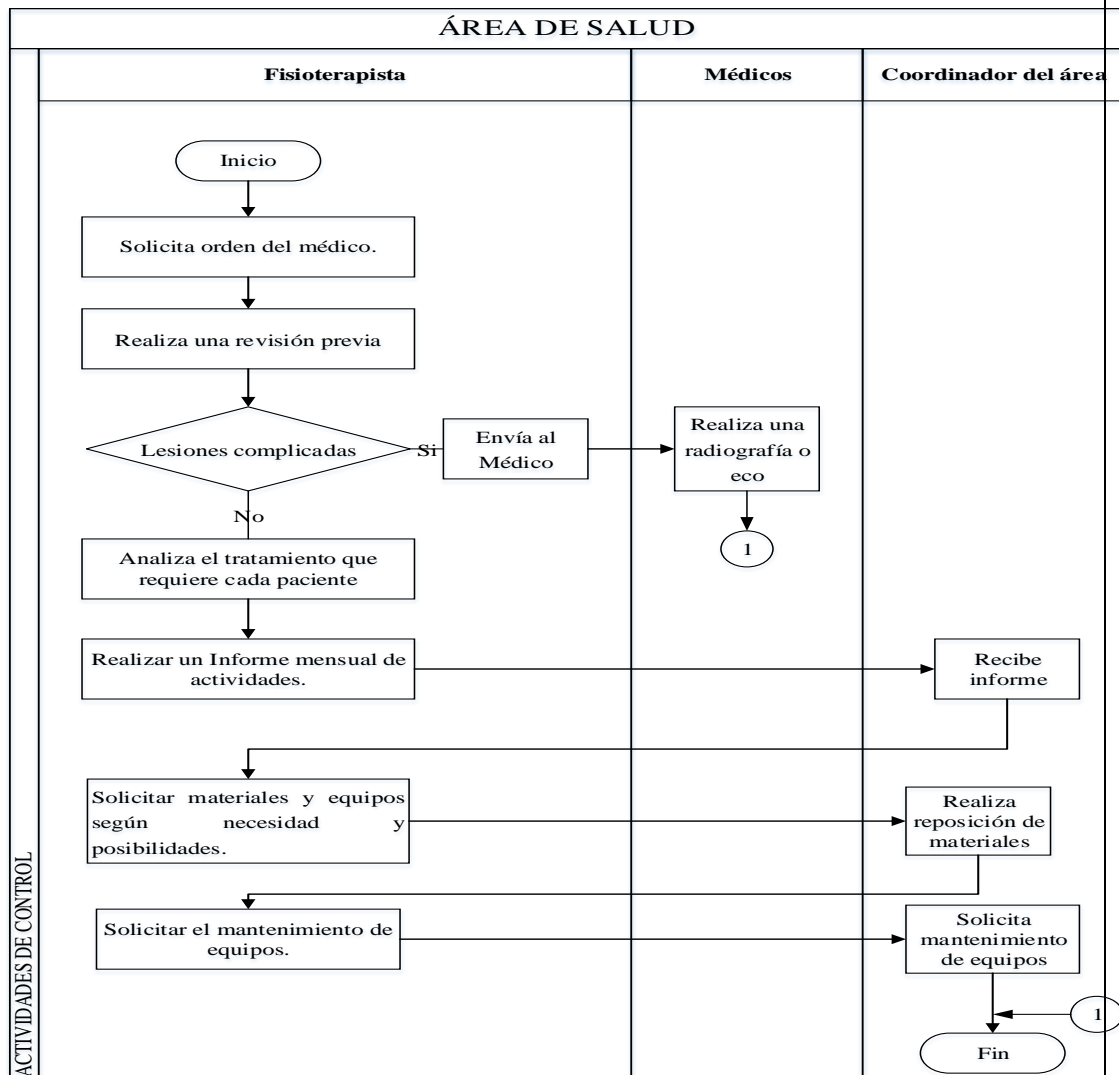 ÁREA DE SALUD
Fisioterapista
Médicos
Coordinador del área
ACTIVIDADES DE CONTROL
Inicio
Solicita orden del médico.
Realiza una revisión previa
Lesiones complicadas
Si
Envía al
Médico
Realiza una
radiografía o
eco
1
No
Analiza el tratamiento que
requiere cada paciente
Realizar un Informe mensual de
actividades.
Recibe
informe
Solicitar materiales y equipos
según necesidad y
posibilidades.
Realiza
reposición de
materiales
Solicitar el mantenimiento de
equipos.
Solicita
mantenimiento
de equipos
1
Fin